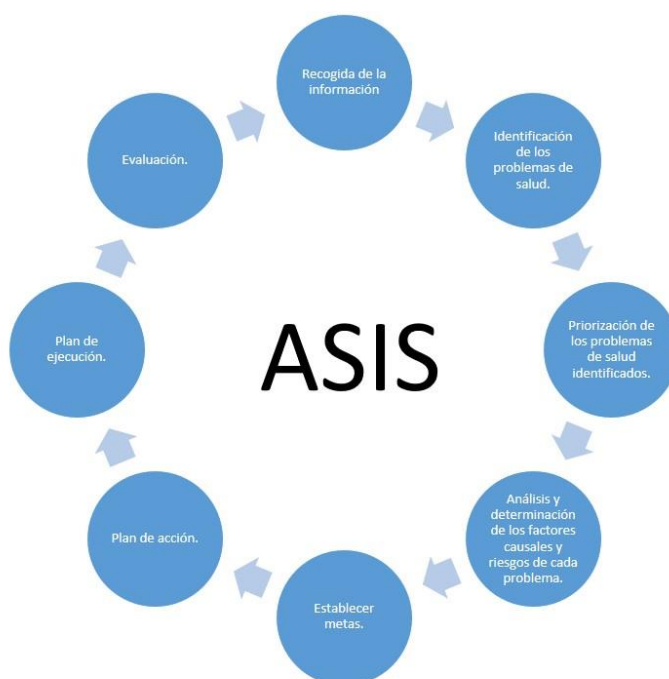 Recogida de la
información
Identificación
de los
problemas de
salud.
Priorización de
los problemas
de salud
identificados.
Análisis y
determinación
de los factores
causales y
riesgos de cada
problema.
Establecer
metas.
Plan de acción.
Plan de
ejecución.
Evaluación.
ASIS